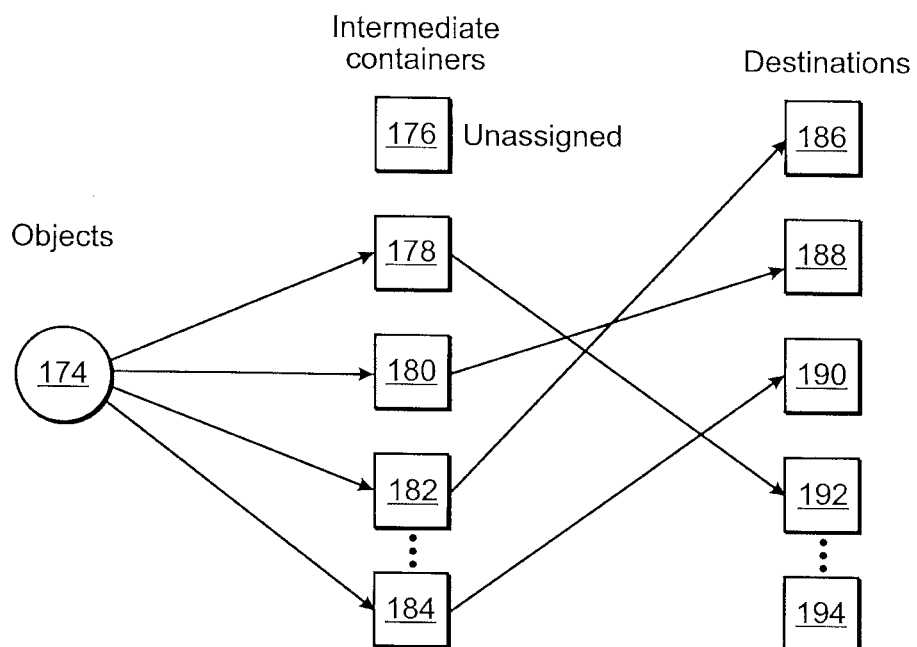 Intermediate
containers
Destinations
176 Unassigned
186
Objects
178
188
174
180
190
182
192
184
194